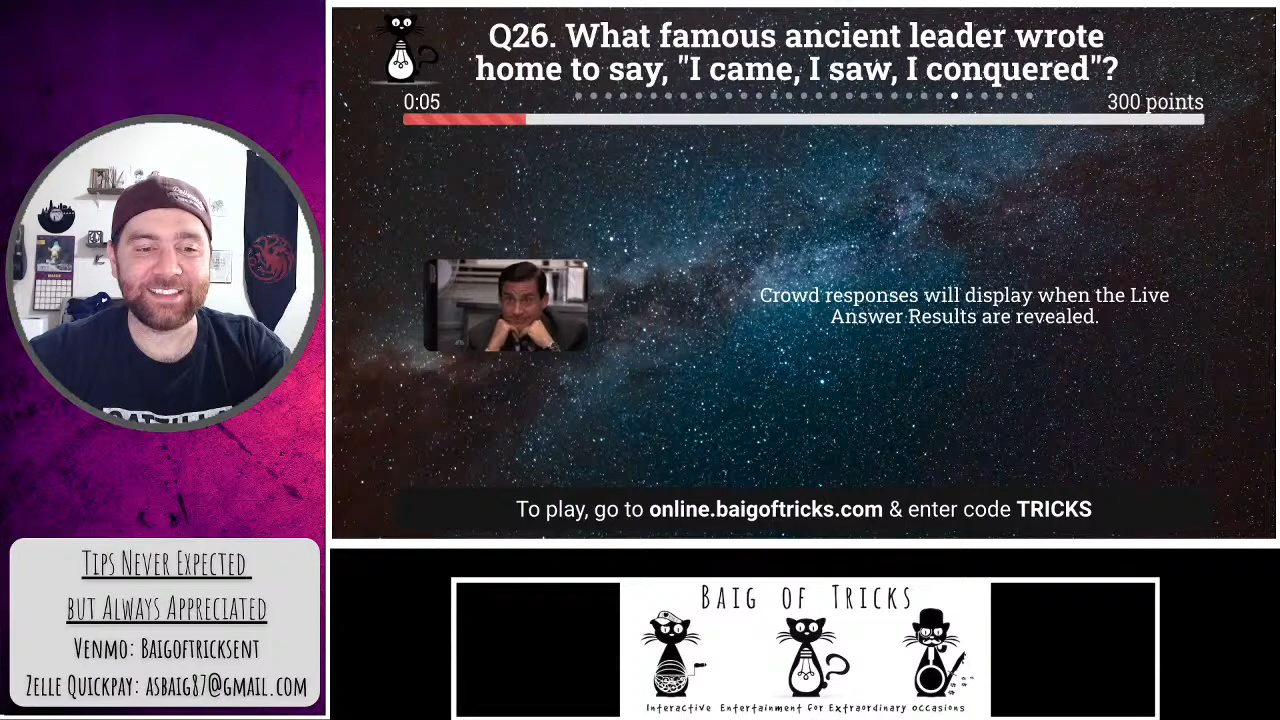 Q26. What famous ancient leader wrote
home to say, "I came, I saw, I conquered"?
0:05
300 points
Crowd responses will display when the Live
Answer Results are revealed.
To play, go to online.baigoftricks.com & enter code TRICKS
Tips Never Expected
but Always Appreciated
Venmo: Baigoftricksent
Zelle Quickpay: asbaig87@gmail.com
Baig of Tricks
Interactive Entertainment for Extraordinary Occasions